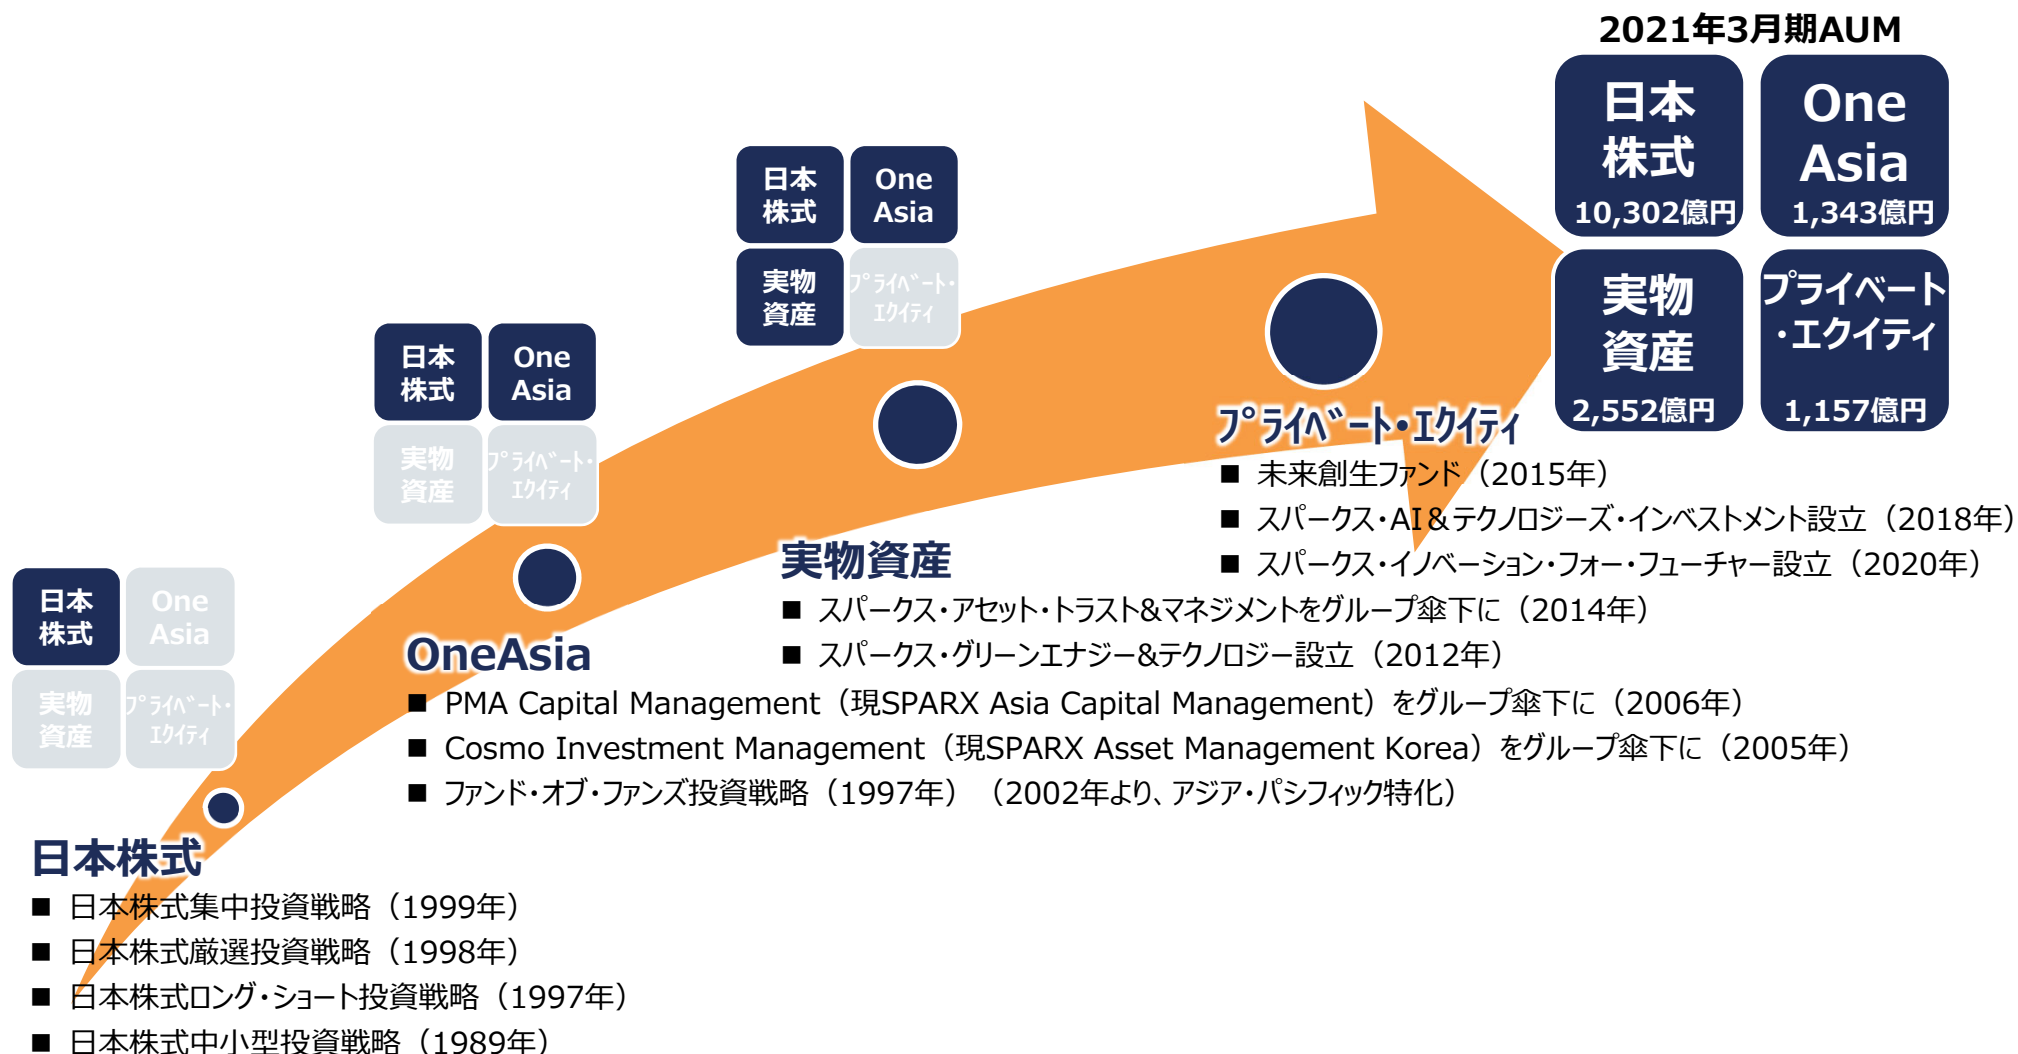 2021年3月期AUM
日本
株式
10,302億円
One
Asia
1,343億円
実物
資産
2,552億円
プライベート
・エクイティ
1,157億円
日本
株式
One
Asia
実物
資産
プライベート・
エクイティ
日本
株式
One
Asia
実物
資産
プライベート・
エクイティ
日本
株式
One
Asia
実物
資産
プライベート・
エクイティ
プライベート・エクイティ
■ 未来創生ファンド（2015年）
■ スパークス・AI＆テクノロジーズ・インベストメント設立（2018年）
■ スパークス・イノベーション・フォー・フューチャー設立（2020年）
実物資産
■ スパークス・アセット・トラスト&マネジメントをグループ傘下に（2014年）
■ スパークス・グリーンエナジー&テクノロジー設立（2012年）
OneAsia
■ PMA Capital Management（現SPARX Asia Capital Management）をグループ傘下に（2006年）
■ Cosmo Investment Management（現SPARX Asset Management Korea）をグループ傘下に（2005年）
■ ファンド・オブ・ファンズ投資戦略（1997年）（2002年より、アジア・パシフィック特化）
日本株式
■ 日本株式集中投資戦略（1999年）
■ 日本株式厳選投資戦略（1998年）
■ 日本株式ロング・ショート投資戦略（1997年）
■ 日本株式中小型投資戦略（1989年）